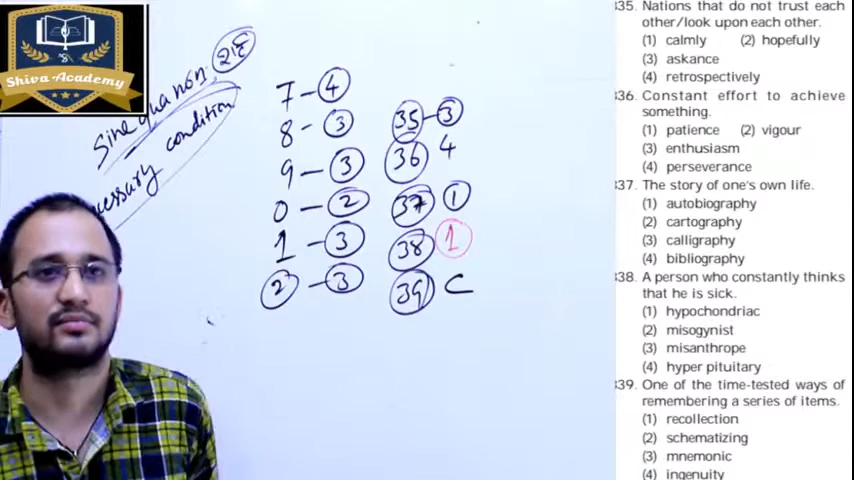 Shiva Academy
Sine qua non
necessary condition
7 - 4
8 - 3
9 - 3
0 - 2
1 - 3
2 - 3
35 - 3
36 4
37 1
38 1
39 C
335. Nations that do not trust each
other/look upon each other.
(1) calmly (2) hopefully
(3) askance
(4) retrospectively
336. Constant effort to achieve
something.
(1) patience (2) vigour
(3) enthusiasm
(4) perseverance
337. The story of one's own life.
(1) autobiography
(2) cartography
(3) calligraphy
(4) bibliography
338. A person who constantly thinks
that he is sick.
(1) hypochondriac
(2) misogynist
(3) misanthrope
(4) hyper pituitary
339. One of the time-tested ways of
remembering a series of items.
(1) recollection
(2) schematizing
(3) mnemonic
(4) ingenuity